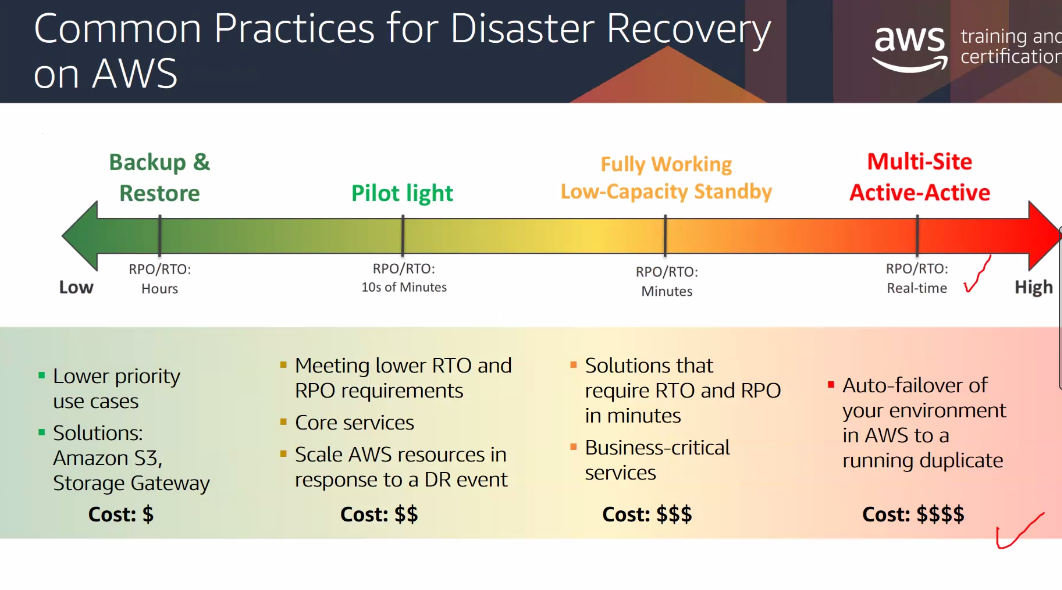 Common Practices for Disaster Recovery
on AWS
aws training and
certification
Backup &
Restore
Pilot light
Fully Working
Low-Capacity Standby
Multi-Site
Active-Active
RPO/RTO:
Hours
RPO/RTO:
10s of Minutes
RPO/RTO:
Minutes
RPO/RTO:
Real-time
Low
High
▪ Lower priority
use cases
▪ Solutions:
Amazon S3,
Storage Gateway
Cost: $
▪ Meeting lower RTO and
RPO requirements
▪ Core services
▪ Scale AWS resources in
response to a DR event
Cost: $$
▪ Solutions that
require RTO and RPO
in minutes
▪ Business-critical
services
Cost: $$$
▪ Auto-failover of
your environment
in AWS to a
running duplicate
Cost: $$$$